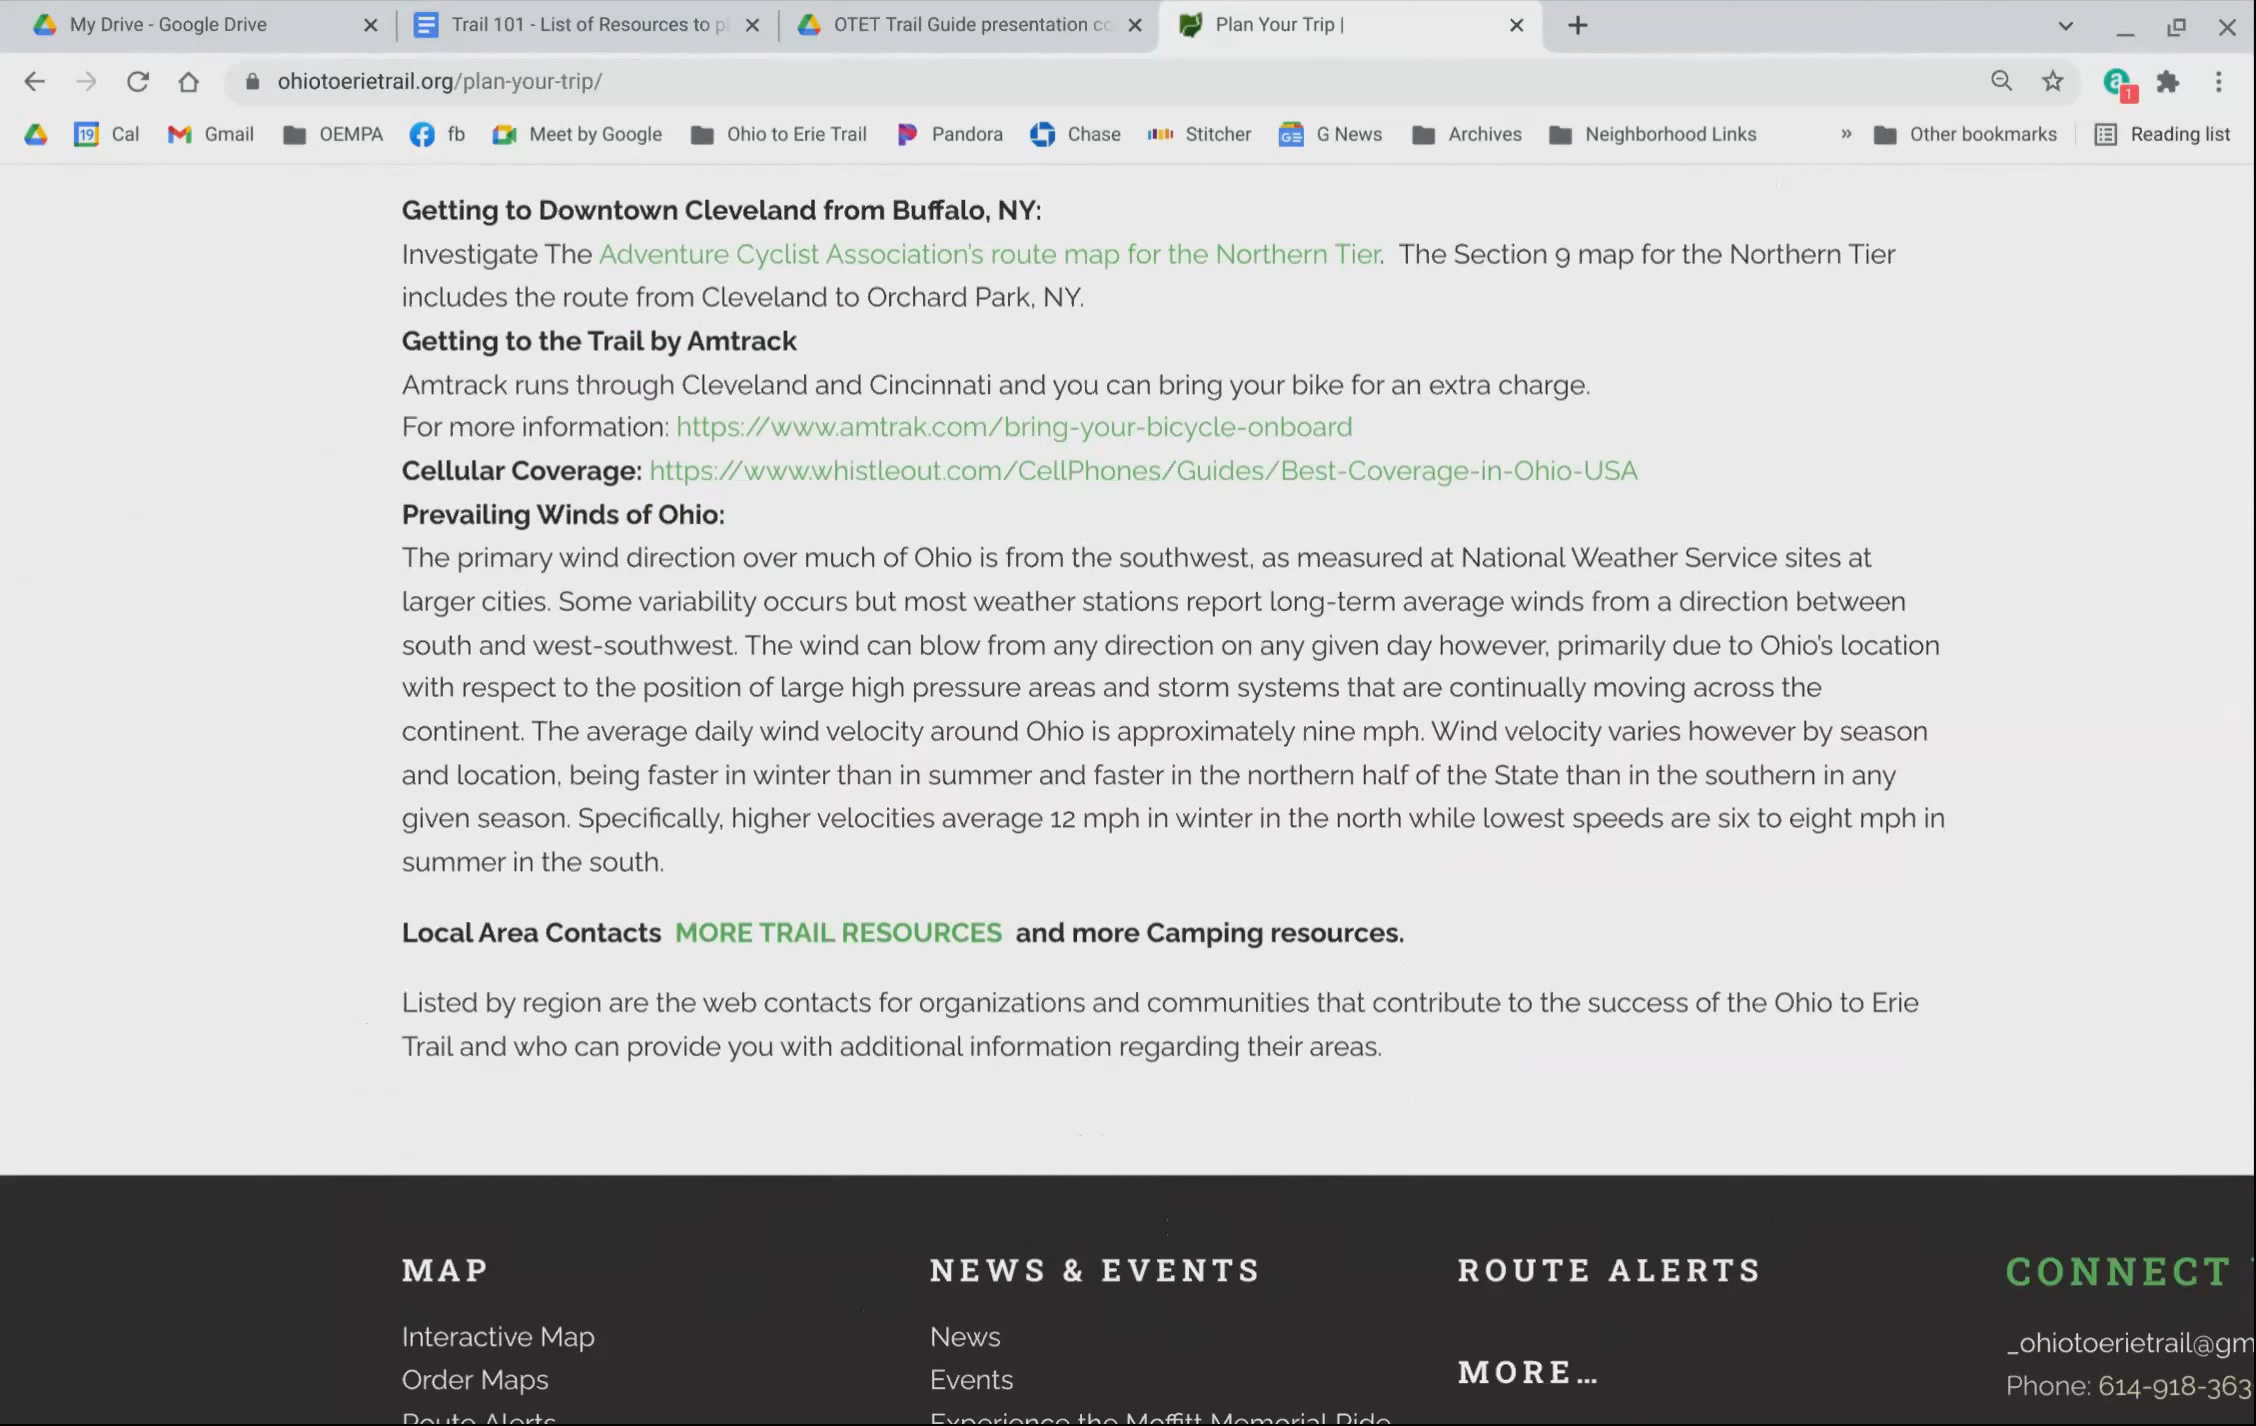 My Drive - Google Drive
Trail 101 - List of Resources to pl
OTET Trail Guide presentation co
Plan Your Trip |
ohiotoerietrail.org/plan-your-trip/
1
19 Cal
Gmail
OEMPA
fb
Meet by Google
Ohio to Erie Trail
Pandora
Chase
Stitcher
GE G News
Archives
Neighborhood Links
»
Other bookmarks
Reading list
Getting to Downtown Cleveland from Buffalo, NY:
Investigate The Adventure Cyclist Association's route map for the Northern Tier. The Section 9 map for the Northern Tier
includes the route from Cleveland to Orchard Park, NY.
Getting to the Trail by Amtrack
Amtrack runs through Cleveland and Cincinnati and you can bring your bike for an extra charge.
For more information: https://www.amtrak.com/bring-your-bicycle-onboard
Cellular Coverage: https://www.whistleout.com/CellPhones/Guides/Best-Coverage-in-Ohio-USA
Prevailing Winds of Ohio:
The primary wind direction over much of Ohio is from the southwest, as measured at National Weather Service sites at
larger cities. Some variability occurs but most weather stations report long-term average winds from a direction between
south and west-southwest. The wind can blow from any direction on any given day however, primarily due to Ohio's location
with respect to the position of large high pressure areas and storm systems that are continually moving across the
continent. The average daily wind velocity around Ohio is approximately nine mph. Wind velocity varies however by season
and location, being faster in winter than in summer and faster in the northern half of the State than in the southern in any
given season. Specifically, higher velocities average 12 mph in winter in the north while lowest speeds are six to eight mph in
summer in the south.
Local Area Contacts MORE TRAIL RESOURCES and more Camping resources.
Listed by region are the web contacts for organizations and communities that contribute to the success of the Ohio to Erie
Trail and who can provide you with additional information regarding their areas.
MAP
Interactive Map
Order Maps
Route Alerts
NEWS & EVENTS
News
Events
Experience the Moffitt Memorial Ride
ROUTE ALERTS
MORE...
CONNECT
_ohiotoerietrail@gm
Phone: 614-918-363